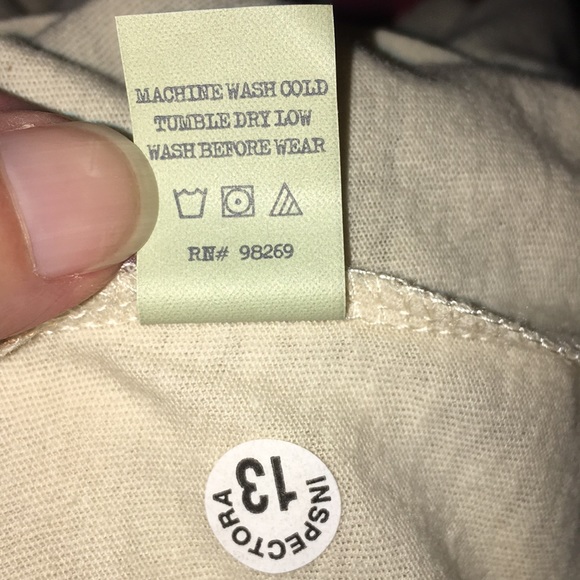 MACHINE WASH COLD
TUMBLE DRY LOW
WASH BEFORE WEAR
RN# 98269
INSPECTORA
13